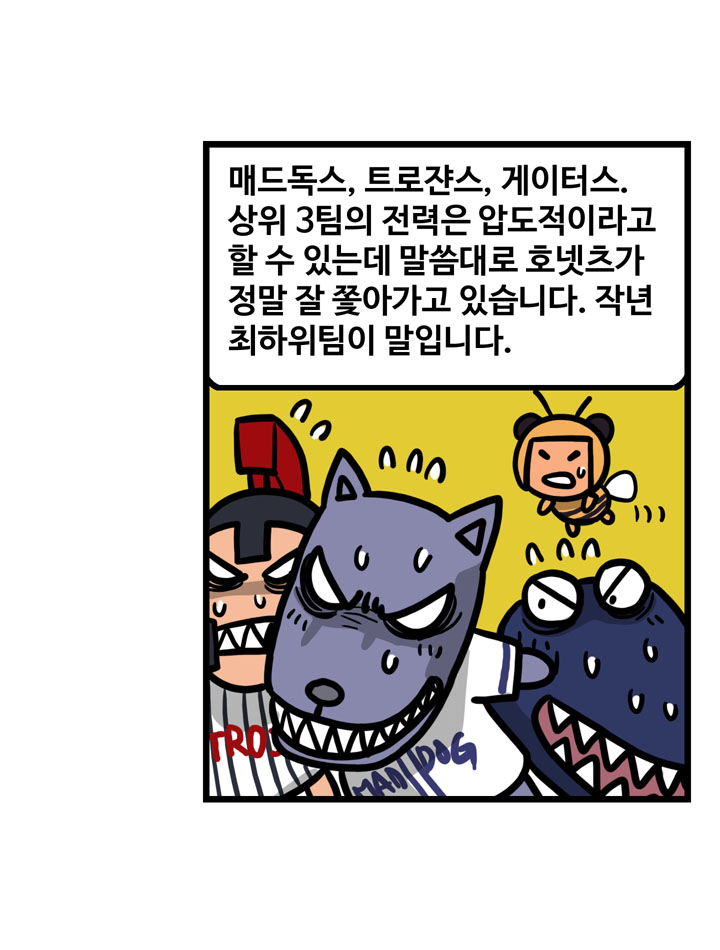 매드독스, 트로쟌스, 게이터스.
상위 3팀의 전력은 압도적이라고
할 수 있는데 말씀대로 호넷츠가
정말 잘 쫓아가고 있습니다. 작년
최하위팀이 말입니다.
TROJ
MAD DOG